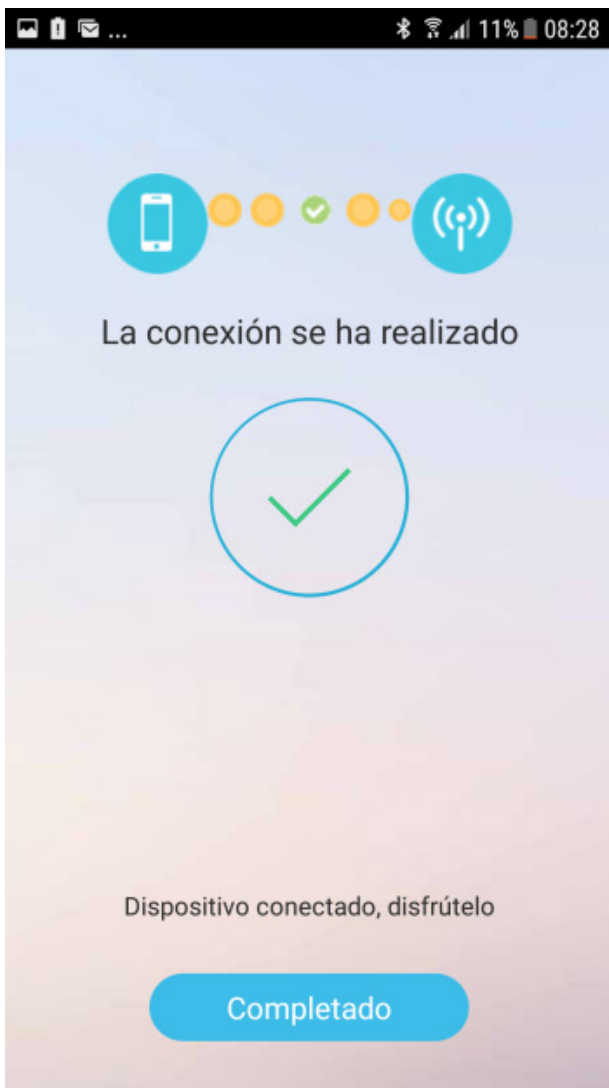 ... 11% 08:28
La conexión se ha realizado
Dispositivo conectado, disfrútelo
Completado